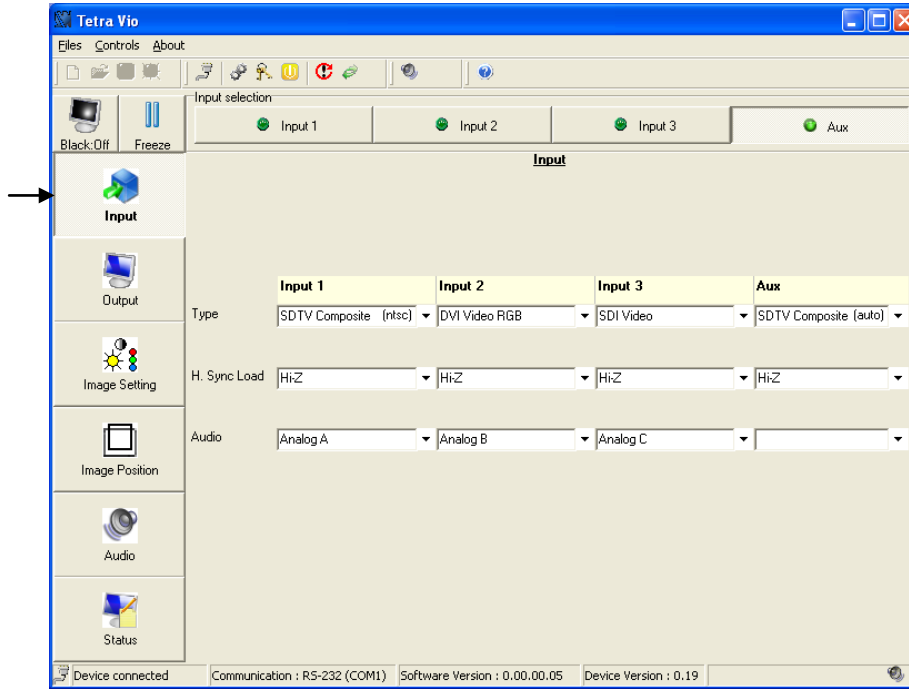 Tetra Vio
Files Controls About
Input selection
Input 1 Input 2 Input 3 Aux
Black:Off Freeze
Input
Input
Output
Image Setting
Image Position
Audio
Status
Input 1 Input 2 Input 3 Aux
Type SDTV Composite (ntsc) DVI Video RGB SDI Video SDTV Composite (auto)
H. Sync Load Hi-Z Hi-Z Hi-Z Hi-Z
Audio Analog A Analog B Analog C
Device connected Communication : RS-232 (COM1) Software Version : 0.00.00.05 Device Version : 0.19